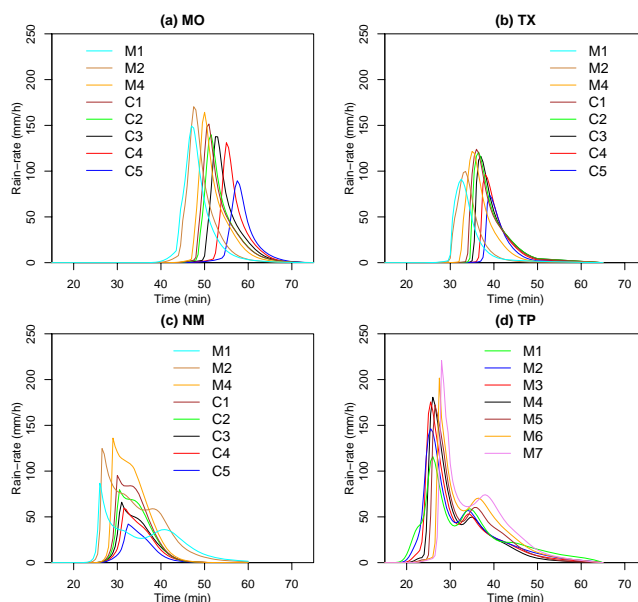 (a) MO
Rain−rate (mm/h)
0 50 100 150 200 250
M1
M2
M4
C1
C2
C3
C4
C5
20 30 40 50 60 70
Time (min)
(b) TX
Rain−rate (mm/h)
0 50 100 150 200 250
M1
M2
M4
C1
C2
C3
C4
C5
20 30 40 50 60 70
Time (min)
(c) NM
Rain−rate (mm/h)
0 50 100 150 200 250
M1
M2
M4
C1
C2
C3
C4
C5
20 30 40 50 60 70
Time (min)
(d) TP
Rain−rate (mm/h)
0 50 100 150 200 250
M1
M2
M3
M4
M5
M6
M7
20 30 40 50 60 70
Time (min)